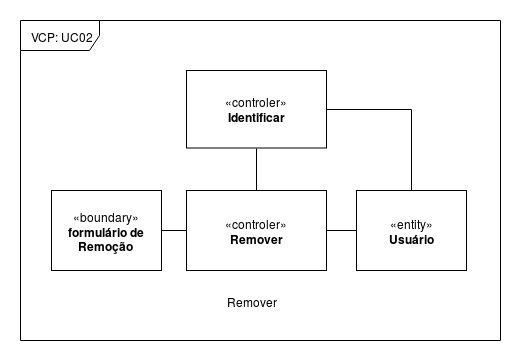 VCP: UC02
«controler»
Identificar
«boundary»
formulário de
Remoção
«controler»
Remover
«entity»
Usuário
Remover